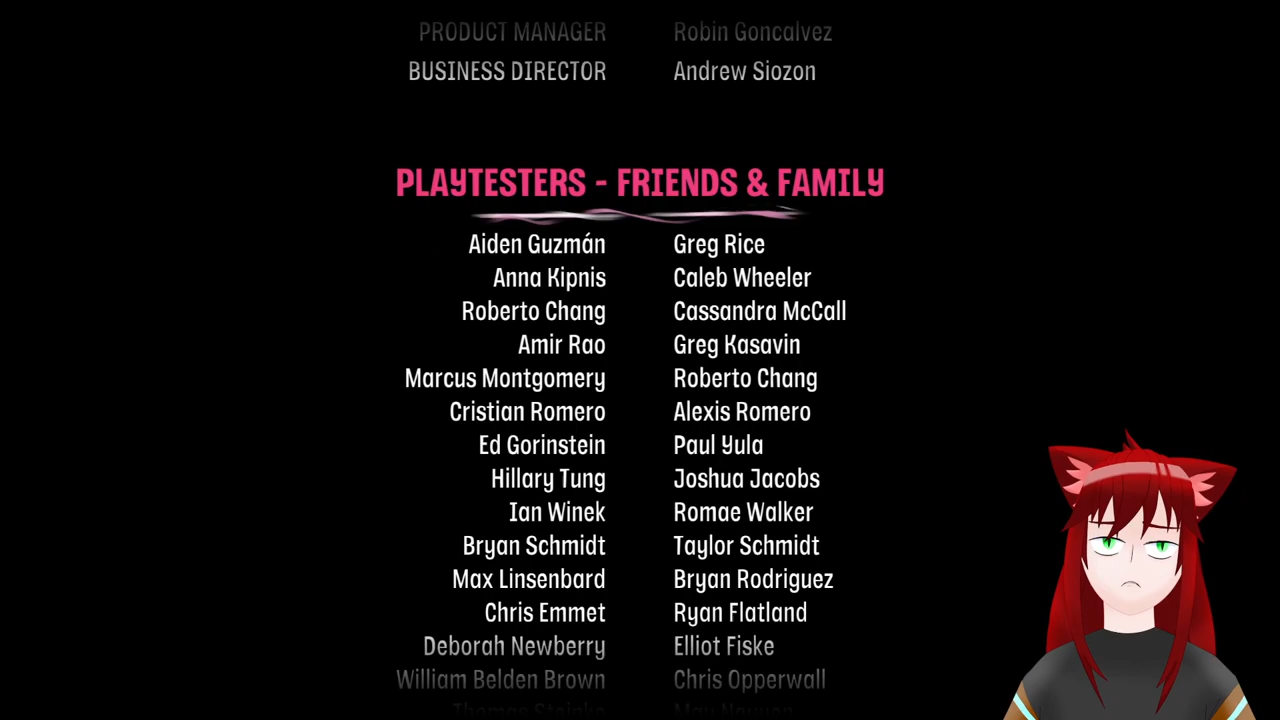 PRODUCT MANAGER Robin Goncalvez
BUSINESS DIRECTOR Andrew Siozon
PLAYTESTERS - FRIENDS & FAMILY
Aiden Guzmán Greg Rice
Anna Kipnis Caleb Wheeler
Roberto Chang Cassandra McCall
Amir Rao Greg Kasavin
Marcus Montgomery Roberto Chang
Cristian Romero Alexis Romero
Ed Gorinstein Paul Yula
Hillary Tung Joshua Jacobs
Ian Winek Romae Walker
Bryan Schmidt Taylor Schmidt
Max Linsenbard Bryan Rodriguez
Chris Emmet Ryan Flatland
Deborah Newberry Elliot Fiske
William Belden Brown Chris Opperwall